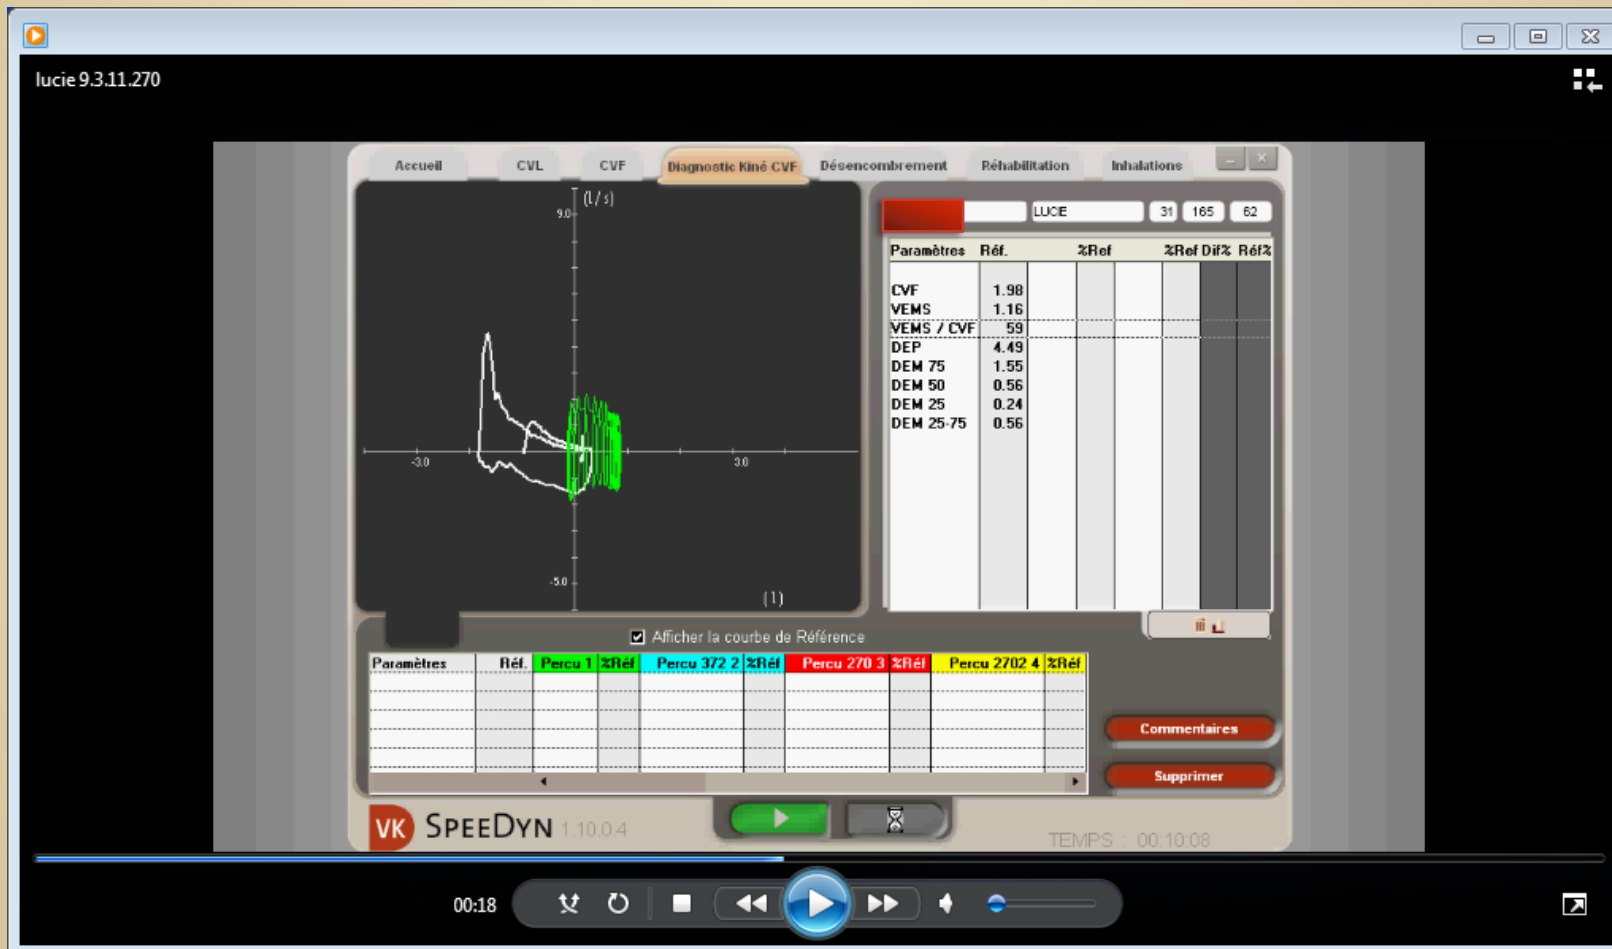 lucie 9.3.11.270
Accueil CVL CVF Diagnostic Kiné CVF Désencombrement Réhabilitation Inhalations
(l/s)
9.0
-3.0 3.0
-5.0
(l)
LUCIE 31 165 62
Paramètres Réf. %Ref %Ref Dif% Réf%
CVF 1.98
VEMS 1.16
VEMS / CVF 59
DEP 4.49
DEM 75 1.55
DEM 50 0.56
DEM 25 0.24
DEM 25-75 0.56
Afficher la courbe de Référence
Paramètres Réf. Percu 1 %Réf Percu 372 2 %Réf Percu 270 3 %Réf Percu 2702 4 %Réf
Commentaires
Supprimer
VK SPEEDYN 1.10.0.4
TEMPS : 00:10:08
00:18